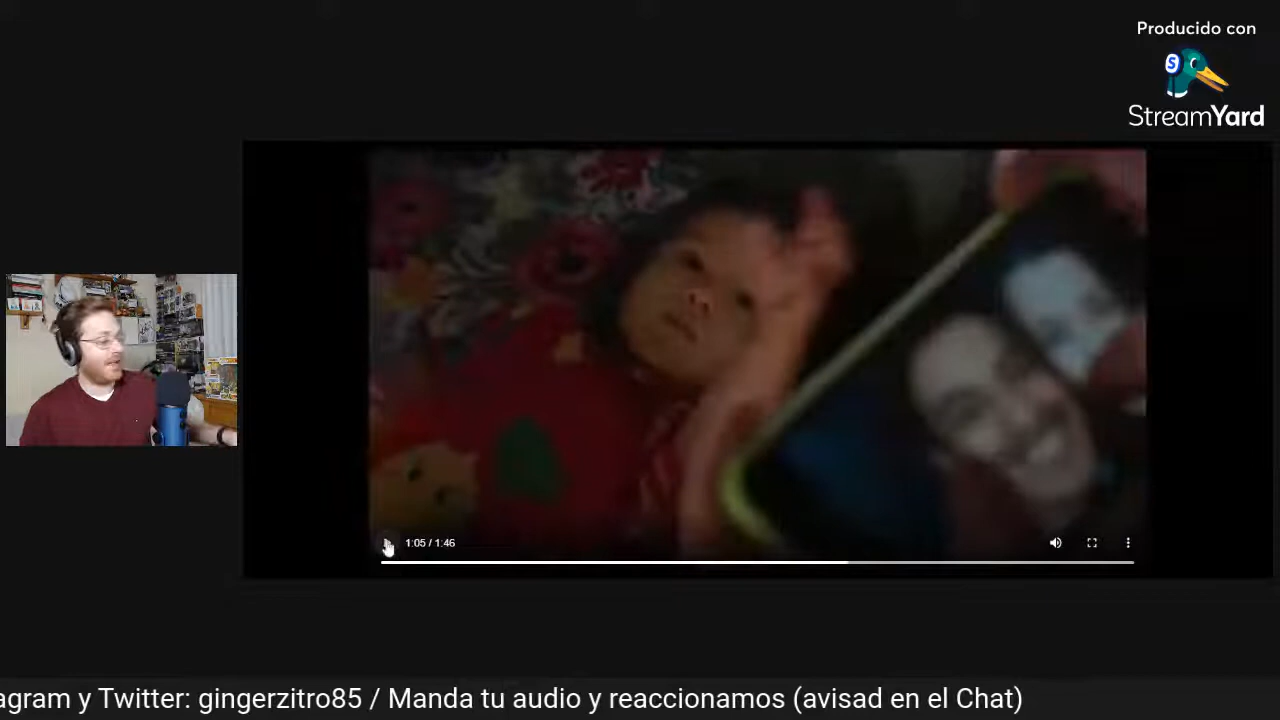 Producido con
StreamYard
1:05 / 1:46
agram y Twitter: gingerzitro85 / Manda tu audio y reaccionamos (avisad en el Chat)